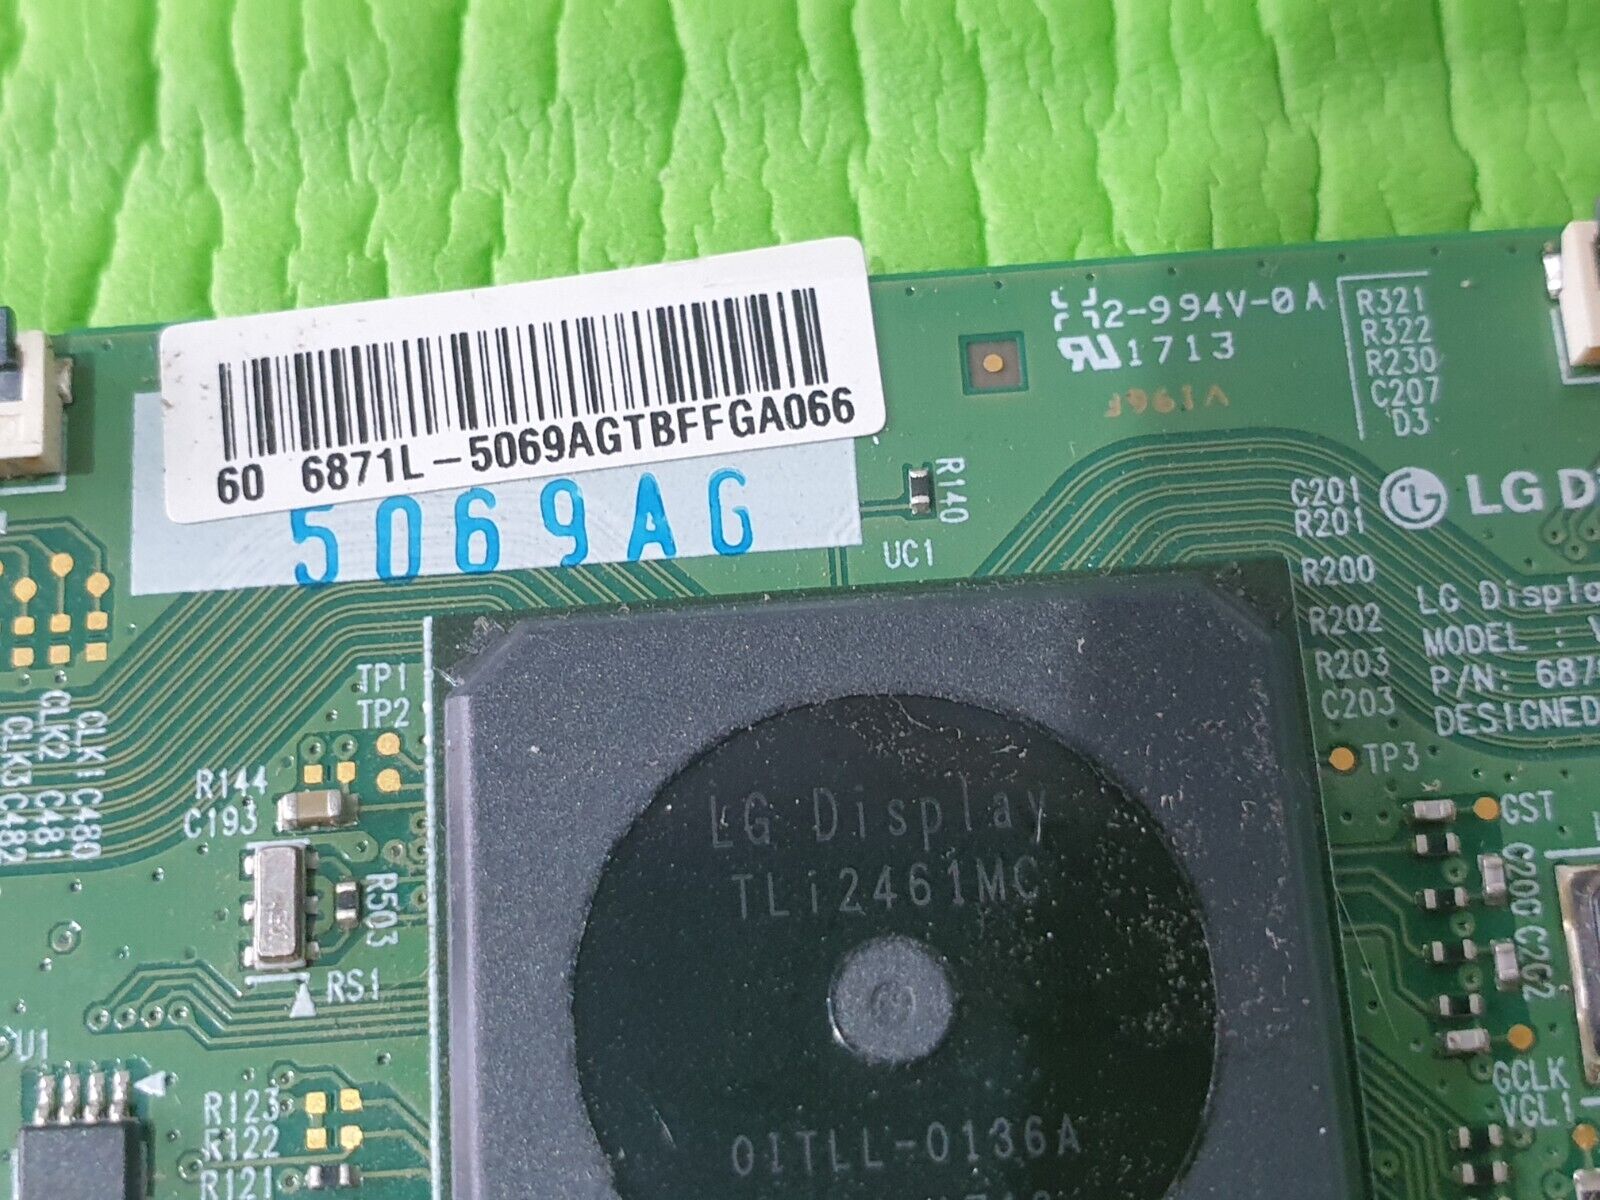 60 6871L-5069AGTBFFGA066
5069AG
2-994V-0 A
1713
R321
R322
R230
C207
D3
R140
UC1
C201
R201
LG
R200
R202
R203
C203
LG
MODEL :
P/N:
DESIGNED
TP3
TP1
TP2
CLK1 C480
CLK2 C481
CLK3 C482
R144
C193
R503
RS1
U1
R123
R122
R121
LG Display
TLi2461MC
0ITLL-0136A
GST
C200
C2G2
GCLK
VGL1